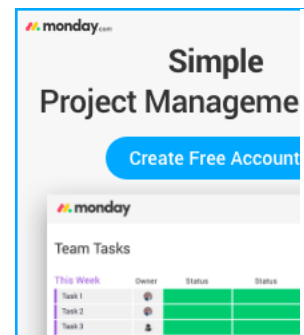 monday.com
Simple
Project Manageme
Create Free Account
monday
Team Tasks
This Week Owner Status Status
Task 1
Task 2
Task 3